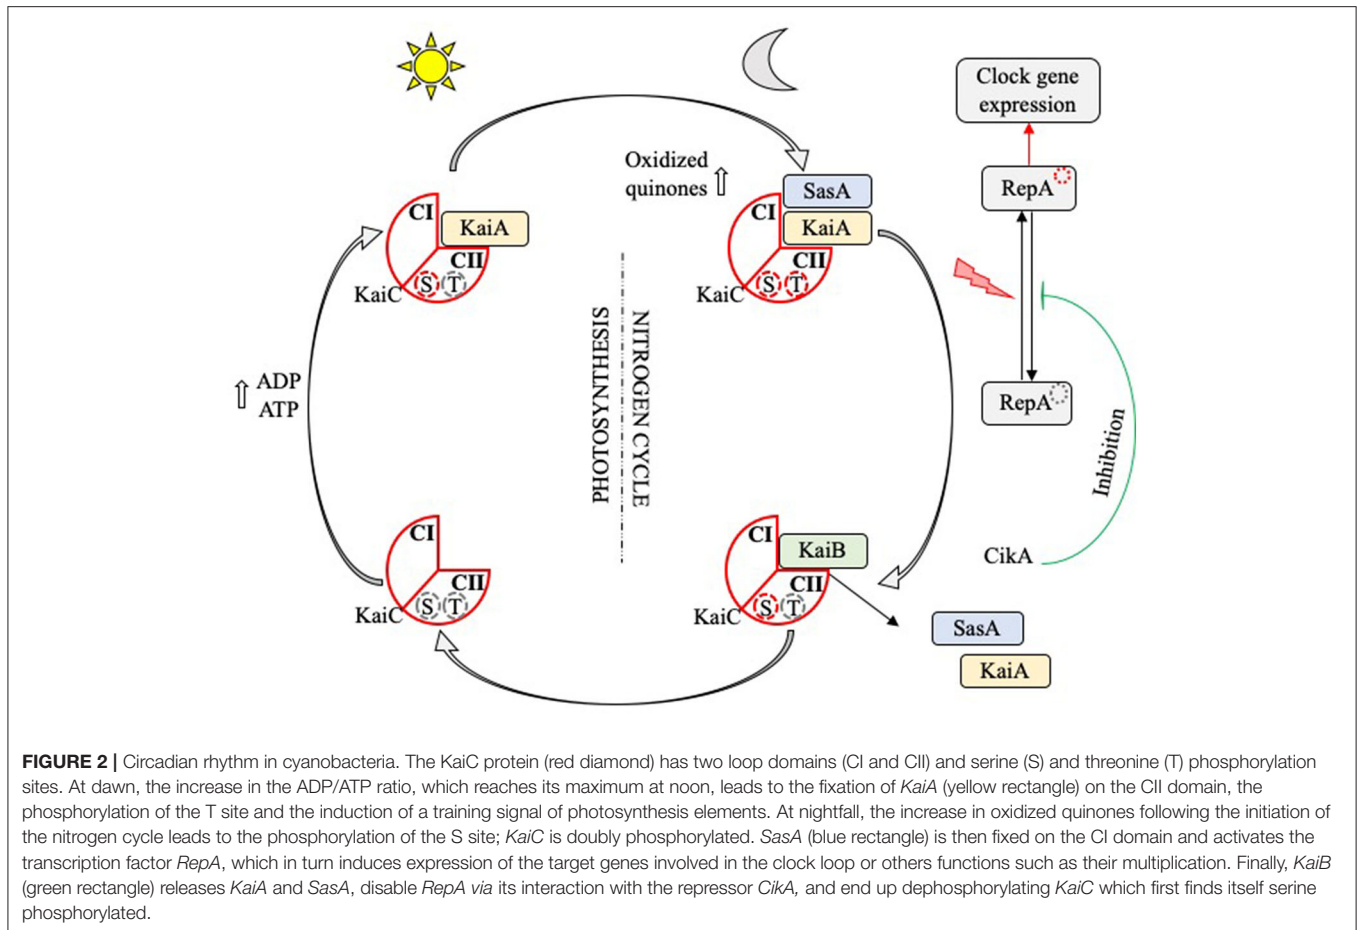 Clock gene
expression
Oxidized
quinones
SasA
RepA
CI
KaiA
CII
S
T
KaiC
CI
KaiA
CII
S
T
KaiC
PHOTOSYNTHESIS
NITROGEN CYCLE
ADP
ATP
RepA
Inhibition
CI
CII
S
T
KaiC
CI
KaiB
CII
S
T
KaiC
CikA
SasA
KaiA
FIGURE 2 | Circadian rhythm in cyanobacteria. The KaiC protein (red diamond) has two loop domains (CI and CII) and serine (S) and threonine (T) phosphorylation
sites. At dawn, the increase in the ADP/ATP ratio, which reaches its maximum at noon, leads to the fixation of KaiA (yellow rectangle) on the CII domain, the
phosphorylation of the T site and the induction of a training signal of photosynthesis elements. At nightfall, the increase in oxidized quinones following the initiation of
the nitrogen cycle leads to the phosphorylation of the S site; KaiC is doubly phosphorylated. SasA (blue rectangle) is then fixed on the CI domain and activates the
transcription factor RepA, which in turn induces expression of the target genes involved in the clock loop or others functions such as their multiplication. Finally, KaiB
(green rectangle) releases KaiA and SasA, disable RepA via its interaction with the repressor CikA, and end up dephosphorylating KaiC which first finds itself serine
phosphorylated.